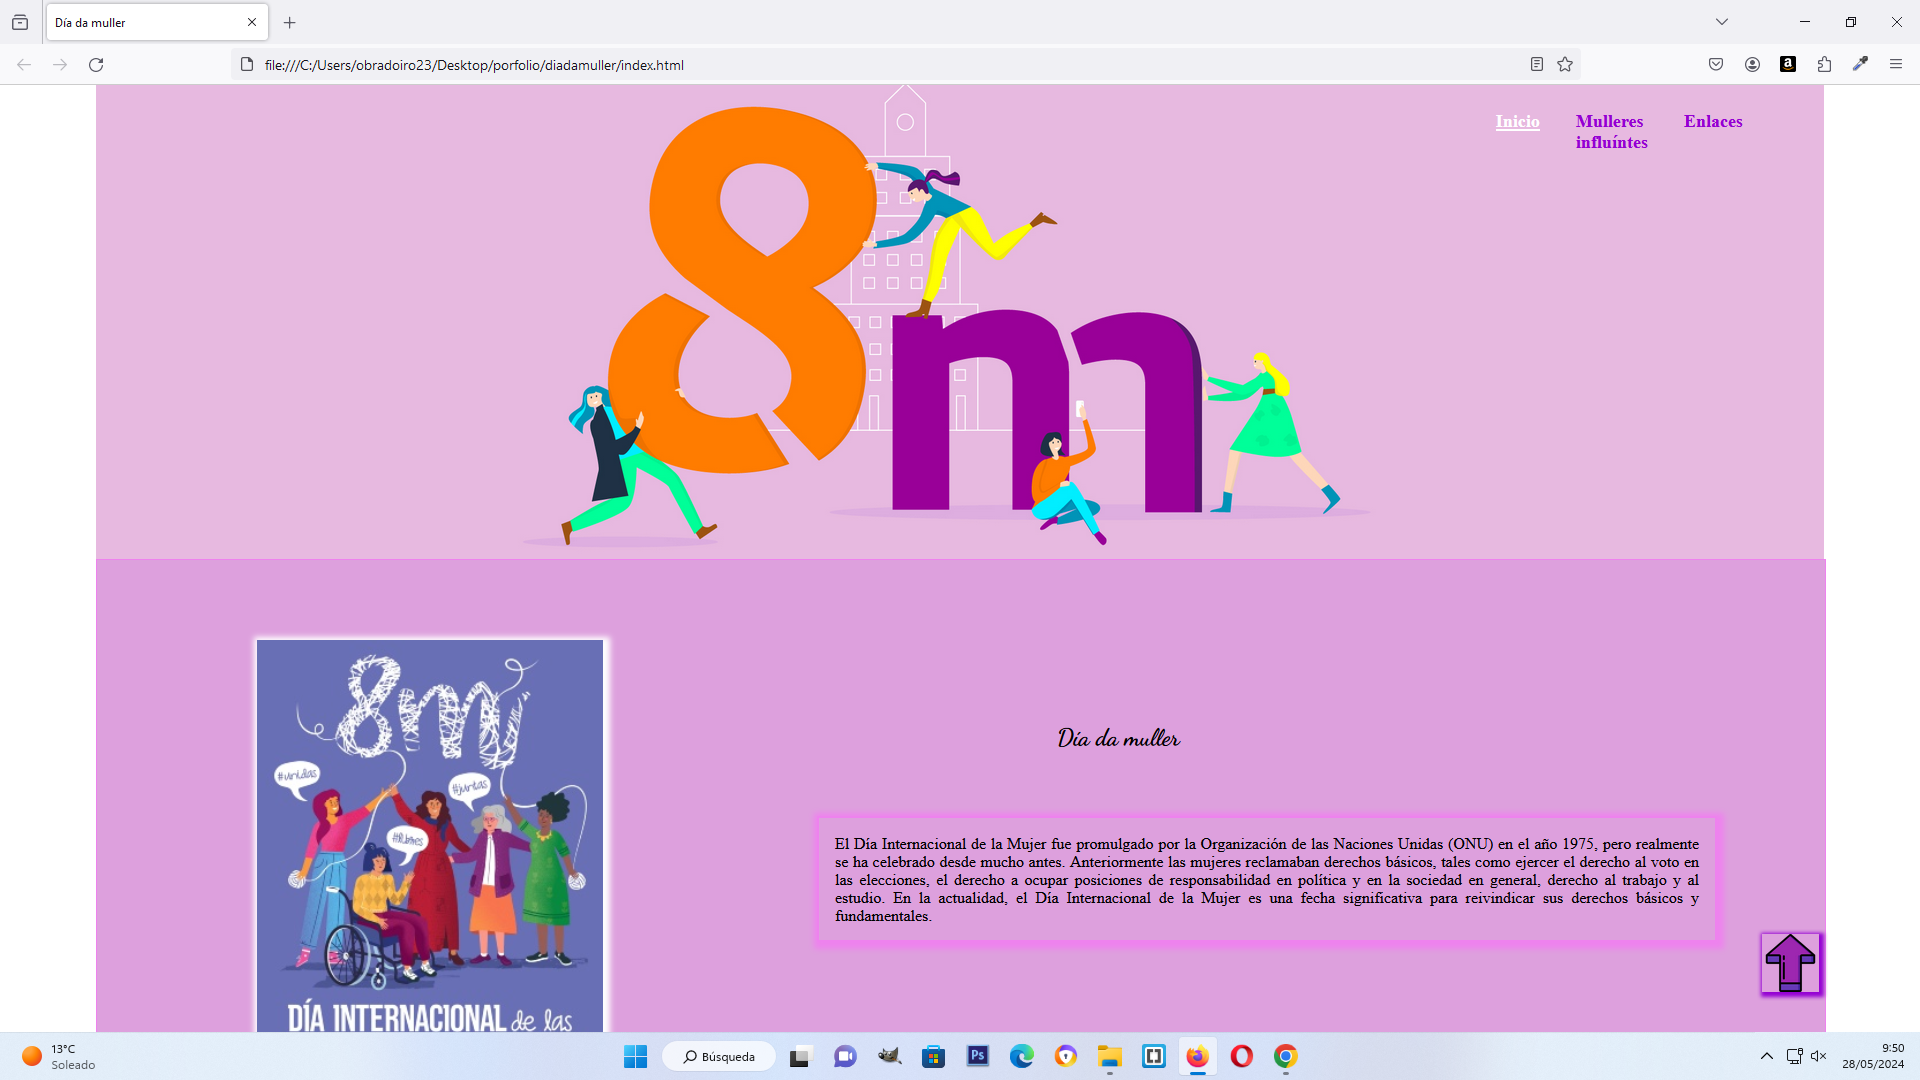 Día da muller
file:///C:/Users/obradoiro23/Desktop/porfolio/diadamuller/index.html
Inicio
Mulleres
influíntes
Enlaces
8m
8m
#unidas
#juntas
#libres
DÍA INTERNACIONAL de las
Día da muller
El Día Internacional de la Mujer fue promulgado por la Organización de las Naciones Unidas (ONU) en el año 1975, pero realmente
se ha celebrado desde mucho antes. Anteriormente las mujeres reclamaban derechos básicos, tales como ejercer el derecho al voto en
las elecciones, el derecho a ocupar posiciones de responsabilidad en política y en la sociedad en general, derecho al trabajo y al
estudio. En la actualidad, el Día Internacional de la Mujer es una fecha significativa para reivindicar sus derechos básicos y
fundamentales.
13°C
Soleado
Búsqueda
Ps
9:50
28/05/2024